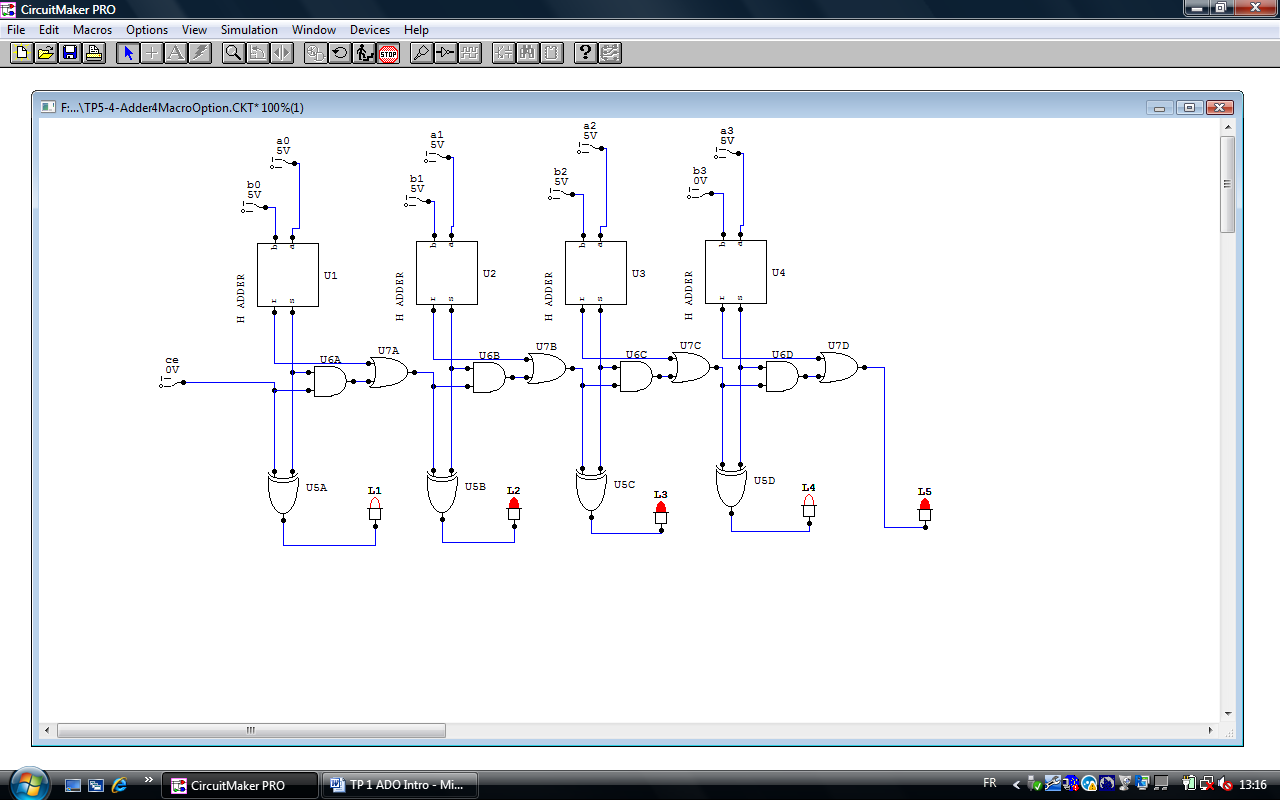 CircuitMaker PRO
File Edit Macros Options View Simulation Window Devices Help
STOP
F:...\TP5-4-Adder4MacroOption.CKT* 100%(1)
a0
5V
b0
5V
a1
5V
b1
5V
a2
5V
b2
5V
a3
5V
b3
0V
b a
U1
H ADDER
r s
b a
U2
H ADDER
r s
b a
U3
H ADDER
r s
b a
U4
H ADDER
r s
ce
0V
U6A
U7A
U6B
U7B
U6C
U7C
U6D
U7D
U5A
L1
U5B
L2
U5C
L3
U5D
L4
L5
CircuitMaker PRO
TP 1 ADO Intro - Mi...
FR
13:16